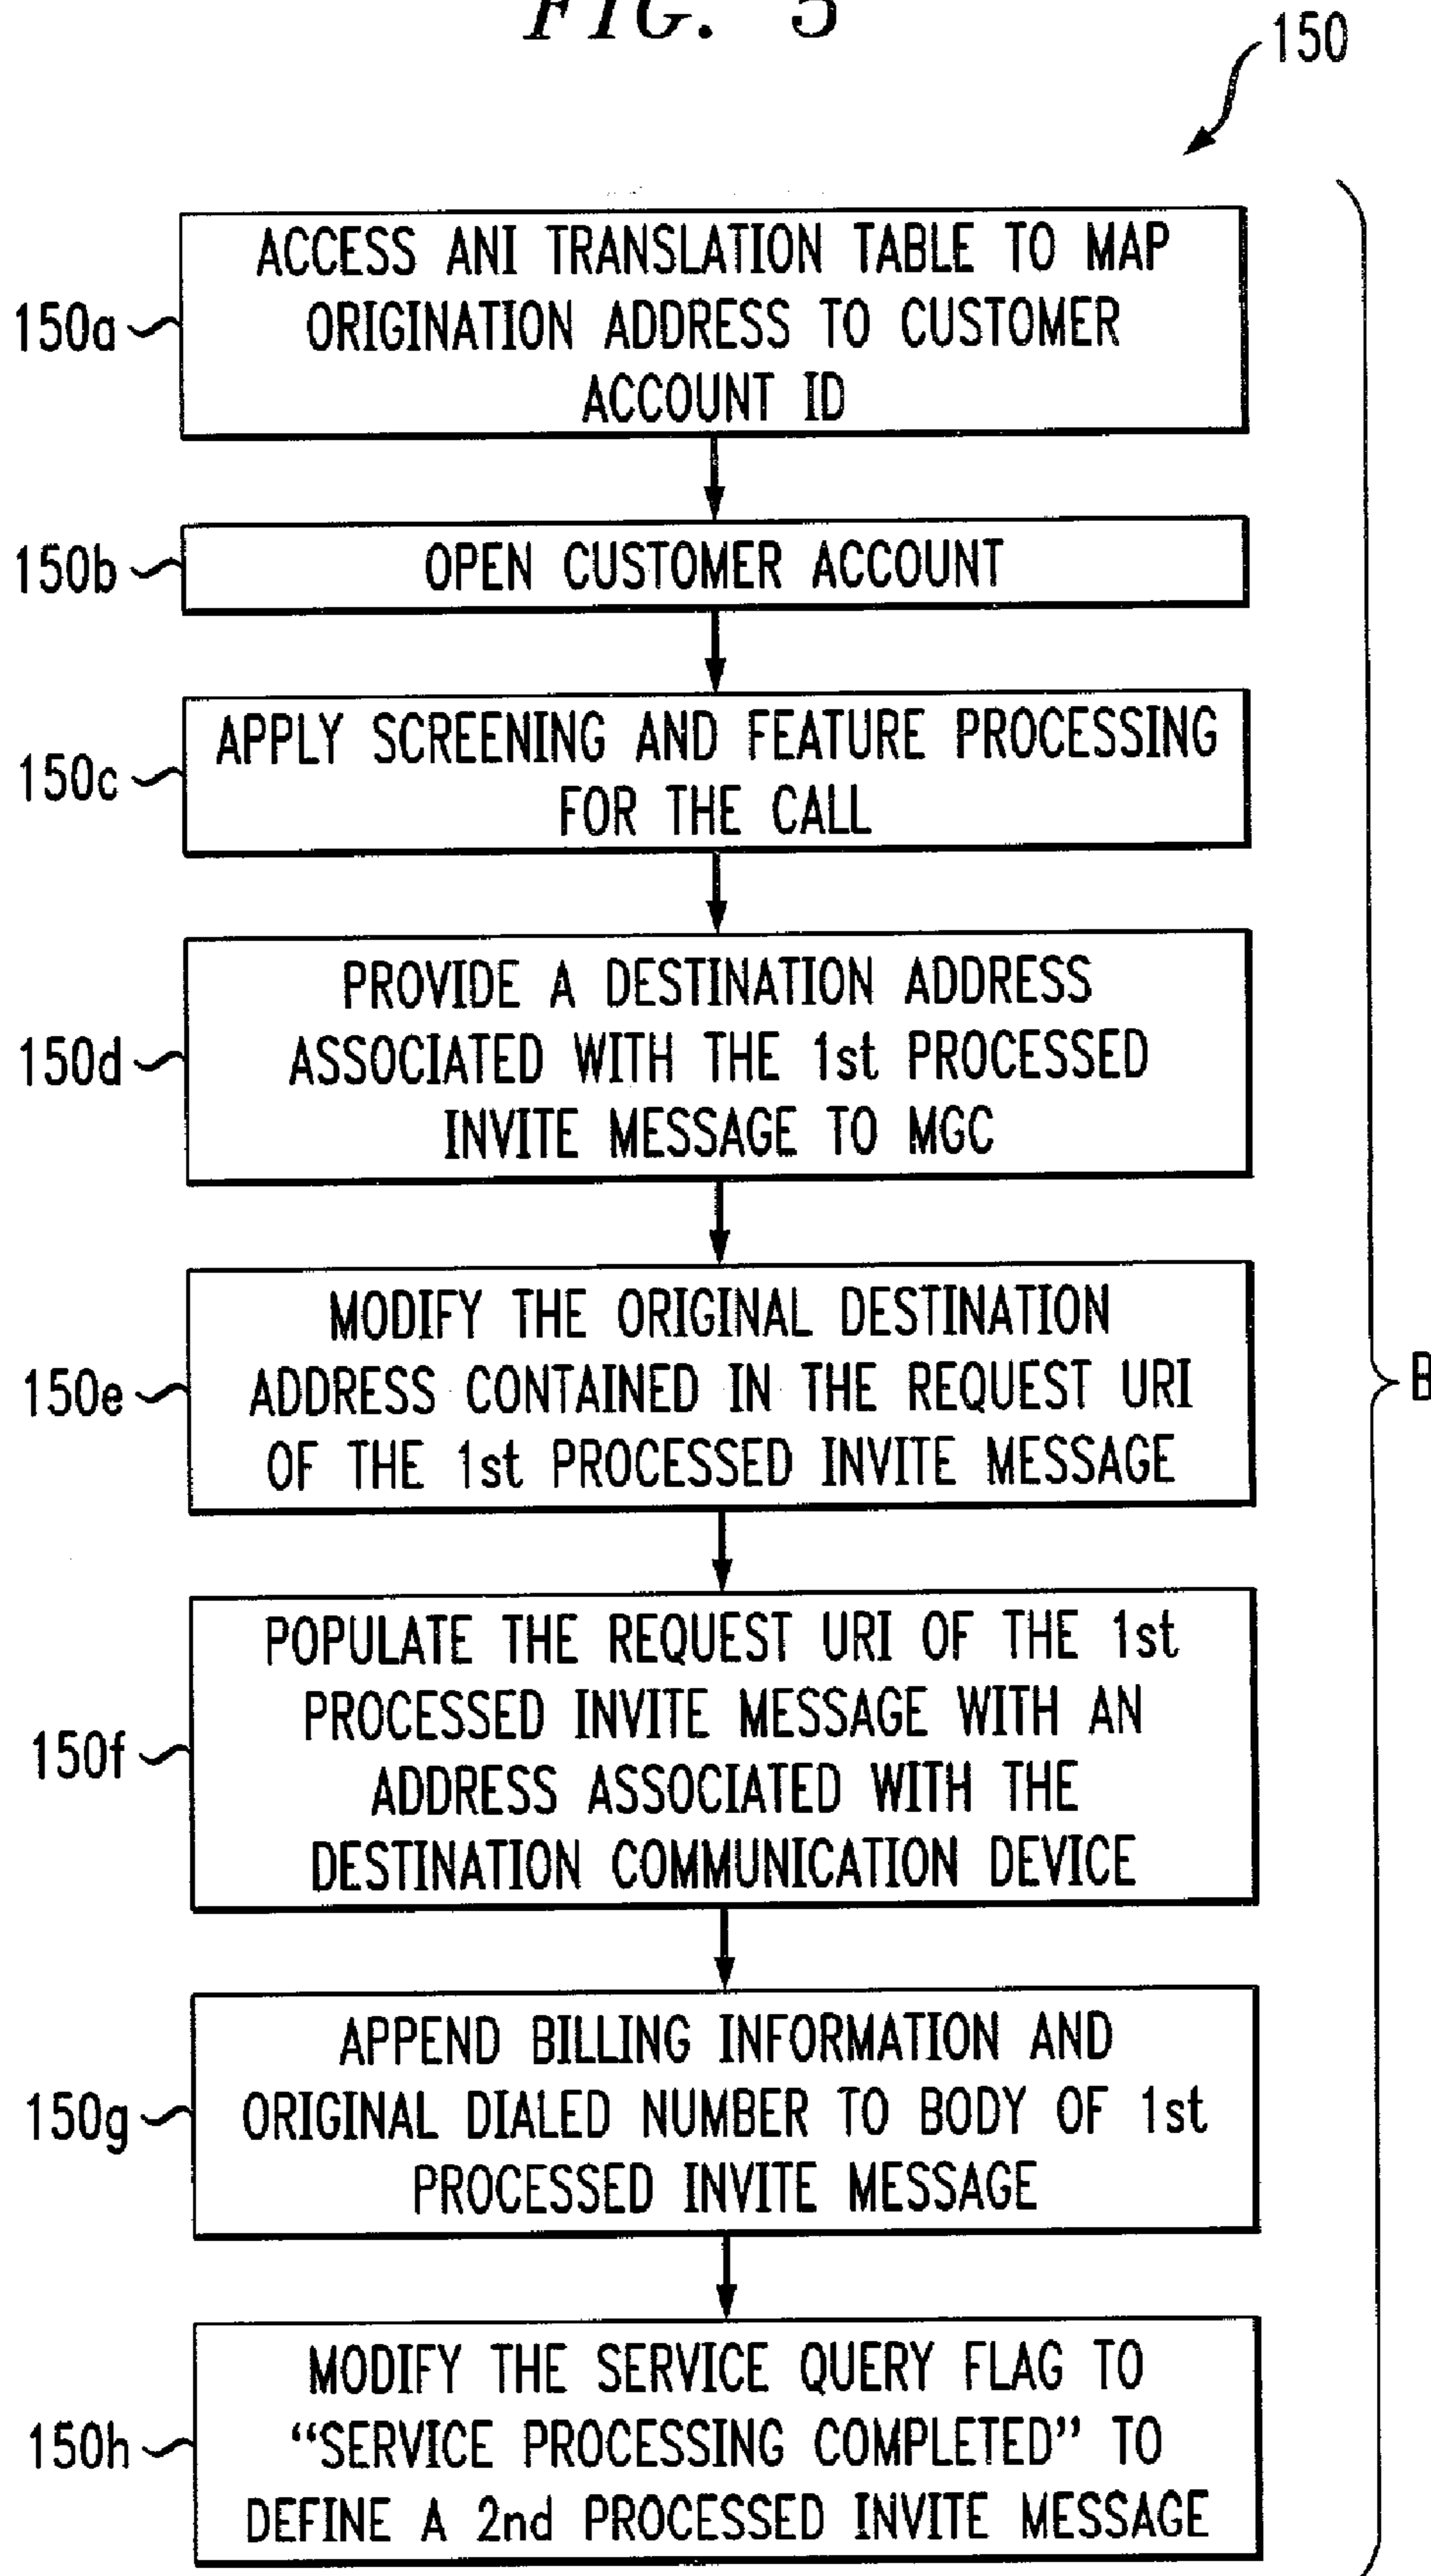 FIG. 5
150
150a
ACCESS ANI TRANSLATION TABLE TO MAP
ORIGINATION ADDRESS TO CUSTOMER
ACCOUNT ID
150b
OPEN CUSTOMER ACCOUNT
150c
APPLY SCREENING AND FEATURE PROCESSING
FOR THE CALL
150d
PROVIDE A DESTINATION ADDRESS
ASSOCIATED WITH THE 1st PROCESSED
INVITE MESSAGE TO MGC
150e
MODIFY THE ORIGINAL DESTINATION
ADDRESS CONTAINED IN THE REQUEST URI
OF THE 1st PROCESSED INVITE MESSAGE
B
150f
POPULATE THE REQUEST URI OF THE 1st
PROCESSED INVITE MESSAGE WITH AN
ADDRESS ASSOCIATED WITH THE
DESTINATION COMMUNICATION DEVICE
150g
APPEND BILLING INFORMATION AND
ORIGINAL DIALED NUMBER TO BODY OF 1st
PROCESSED INVITE MESSAGE
150h
MODIFY THE SERVICE QUERY FLAG TO
“SERVICE PROCESSING COMPLETED” TO
DEFINE A 2nd PROCESSED INVITE MESSAGE